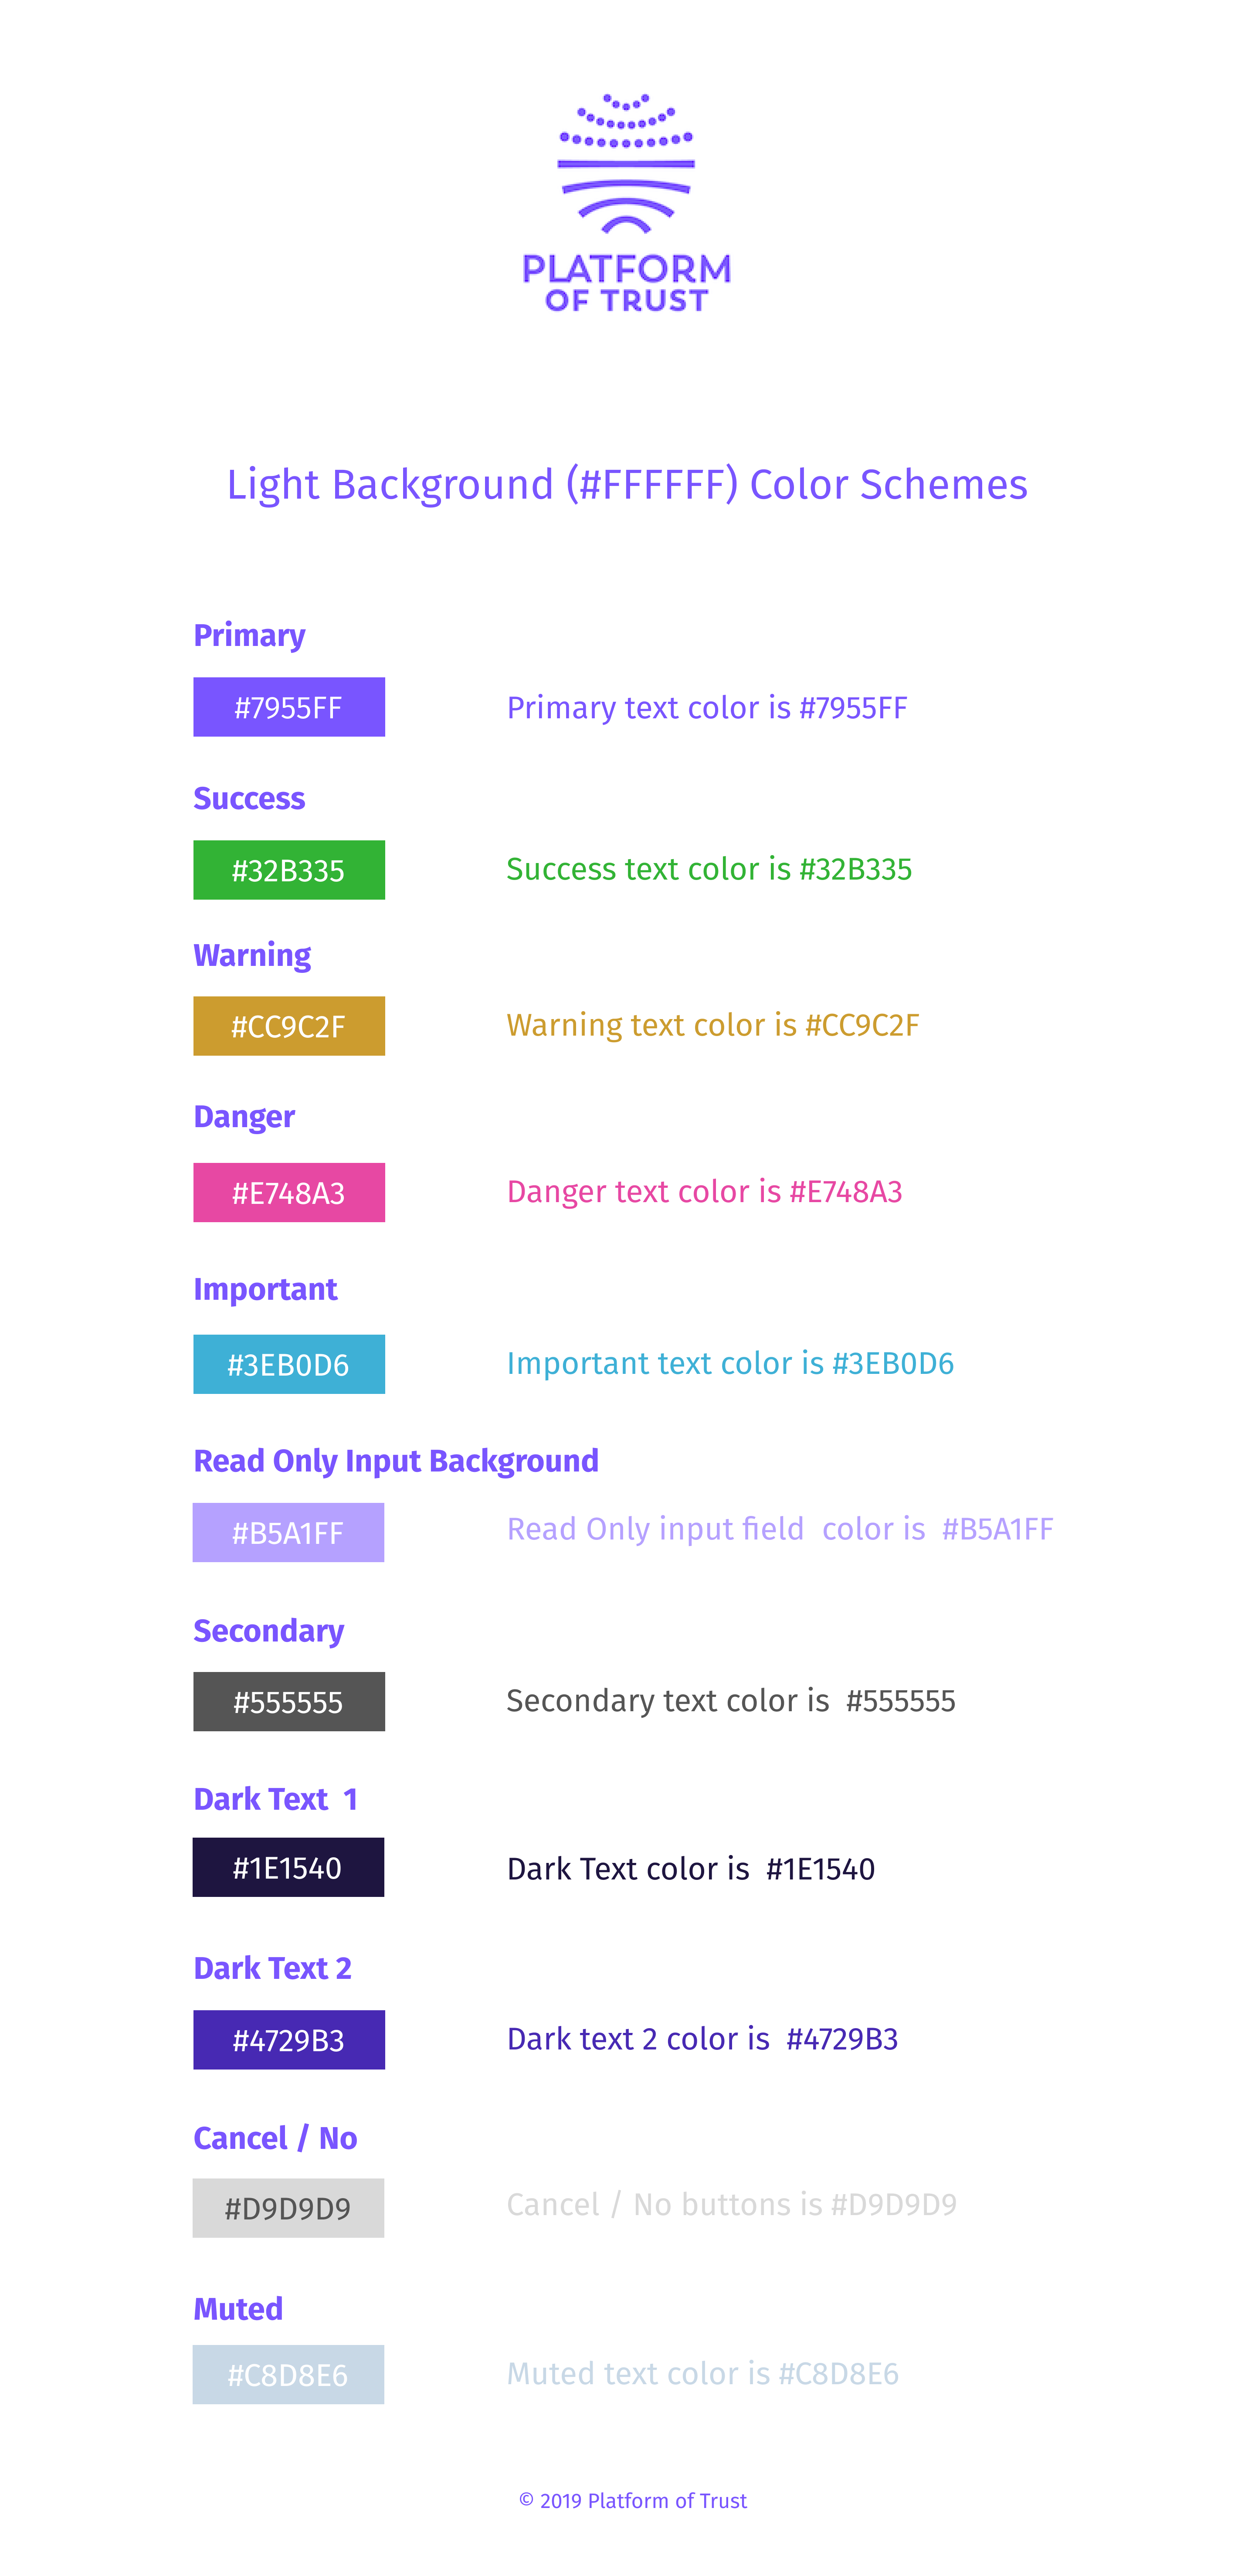 PLATFORM
OF TRUST
Light Background (#FFFFFF) Color Schemes
Primary
#7955FF
Primary text color is #7955FF
Success
#32B335
Success text color is #32B335
Warning
#CC9C2F
Warning text color is #CC9C2F
Danger
#E748A3
Danger text color is #E748A3
Important
#3EB0D6
Important text color is #3EB0D6
Read Only Input Background
#B5A1FF
Read Only input field  color is  #B5A1FF
Secondary
#555555
Secondary text color is  #555555
Dark Text  1
#1E1540
Dark Text color is  #1E1540
Dark Text 2
#4729B3
Dark text 2 color is  #4729B3
Cancel / No
#D9D9D9
Cancel / No buttons is #D9D9D9
Muted
#C8D8E6
Muted text color is #C8D8E6
© 2019 Platform of Trust